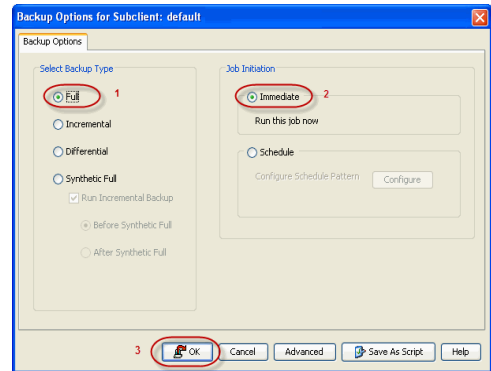 Backup Options for Subclient: default
Backup Options
Select Backup Type
Full 1
Incremental
Differential
Synthetic Full
Run Incremental Backup
Before Synthetic Full
After Synthetic Full
Job Initiation
Immediate 2
Run this job now
Schedule
Configure Schedule Pattern Configure
3 OK Cancel Advanced Save As Script Help